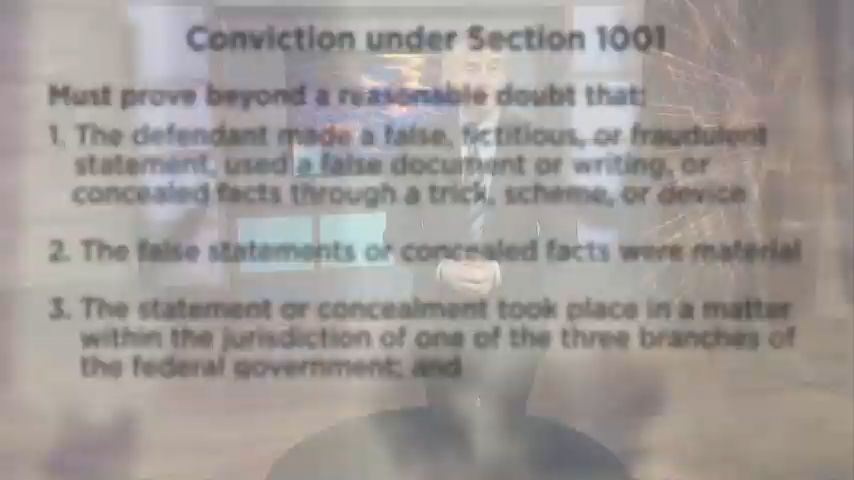 Conviction under Section 1001
Must prove beyond a reasonable doubt that:
1. The defendant made a false, fictitious, or fraudulent
statement, used a false document or writing, or
concealed facts through a trick, scheme, or device
2. The false statements or concealed facts were material
3. The statement or concealment took place in a matter
within the jurisdiction of one of the three branches of
the federal government; and